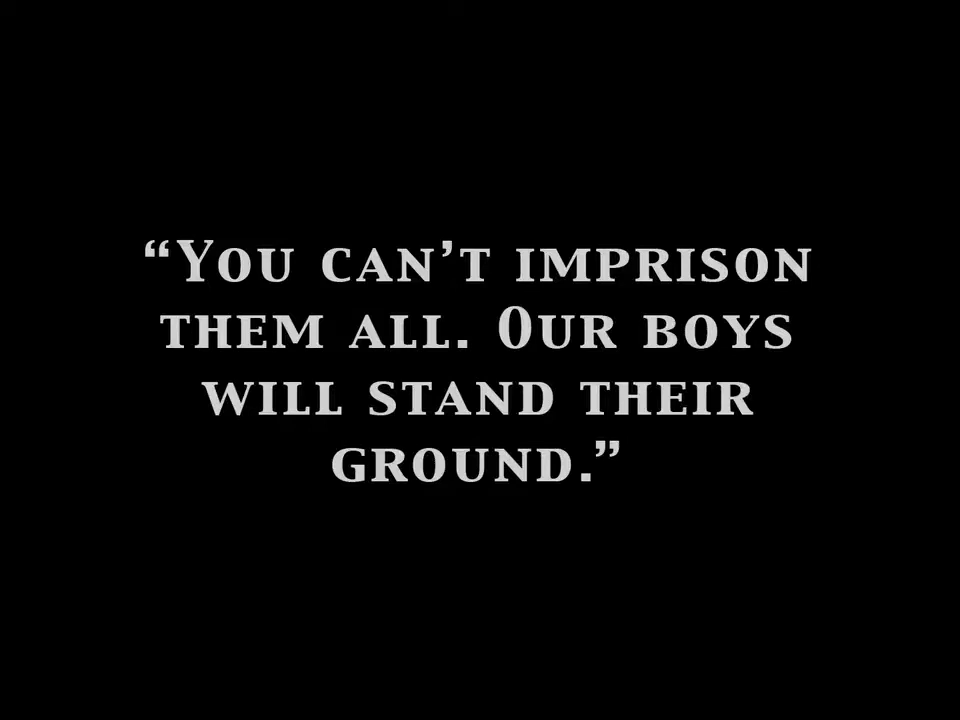 “You can’t imprison
them all. Our boys
will stand their
ground.”